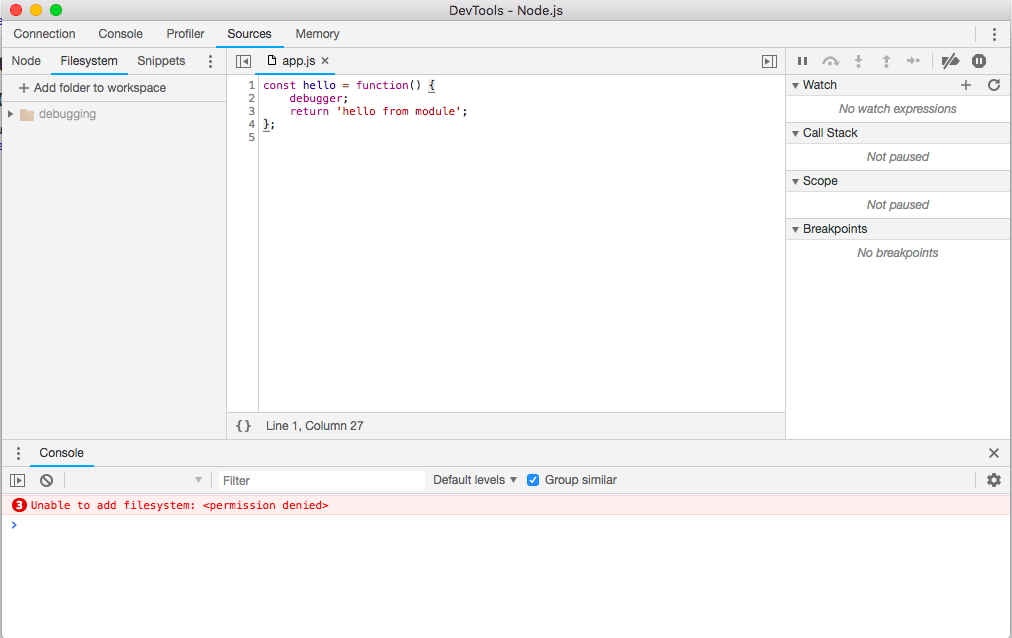 DevTools - Node.js
Connection Console Profiler Sources Memory
Node Filesystem Snippets
app.js ×
+ Add folder to workspace
debugging
1 const hello = function() {
2     debugger;
3     return 'hello from module';
4 };
5
{} Line 1, Column 27
Watch
No watch expressions
Call Stack
Not paused
Scope
Not paused
Breakpoints
No breakpoints
Console
Filter Default levels Group similar
3 Unable to add filesystem: <permission denied>
>